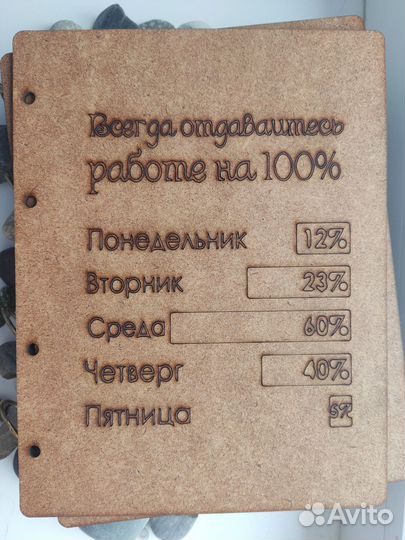 Всегда отдавайтесь
работе на 100%
Понедельник 12%
Вторник 23%
Среда 60%
Четверг 40%
Пятница 5%
Avito